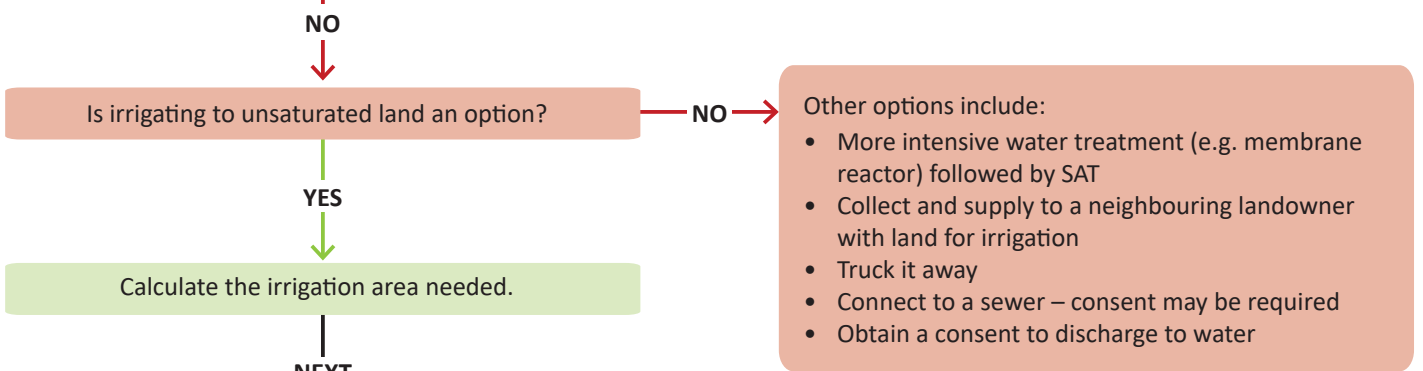 NO
Is irrigating to unsaturated land an option?
NO
YES
Calculate the irrigation area needed.
NEXT
Other options include:
• More intensive water treatment (e.g. membrane
reactor) followed by SAT
• Collect and supply to a neighbouring landowner
with land for irrigation
• Truck it away
• Connect to a sewer – consent may be required
• Obtain a consent to discharge to water